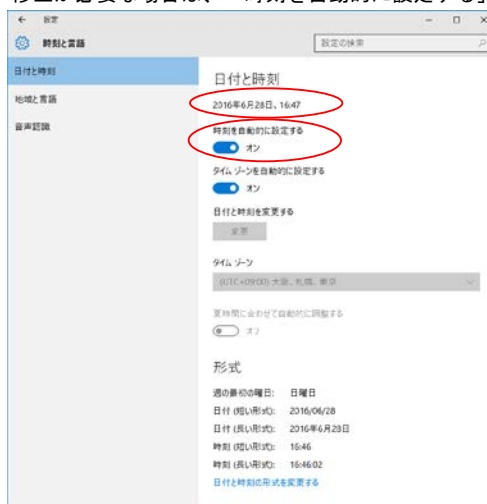 修正が必要な場合は、「時刻を自動的に設定する」
設定
時刻と言語
設定の検索
日付と時刻
地域と言語
音声認識
日付と時刻
2016年6月28日、16:47
時刻を自動的に設定する
オン
タイム ゾーンを自動的に設定する
オン
日付と時刻を変更する
変更
タイム ゾーン
(UTC+09:00) 大阪、札幌、東京
夏時間に合わせて自動的に調整する
オフ
形式
週の最初の曜日: 日曜日
日付 (短い形式): 2016/06/28
日付 (長い形式): 2016年6月28日
時刻 (短い形式): 16:46
時刻 (長い形式): 16:46:02
日付と時刻の形式を変更する